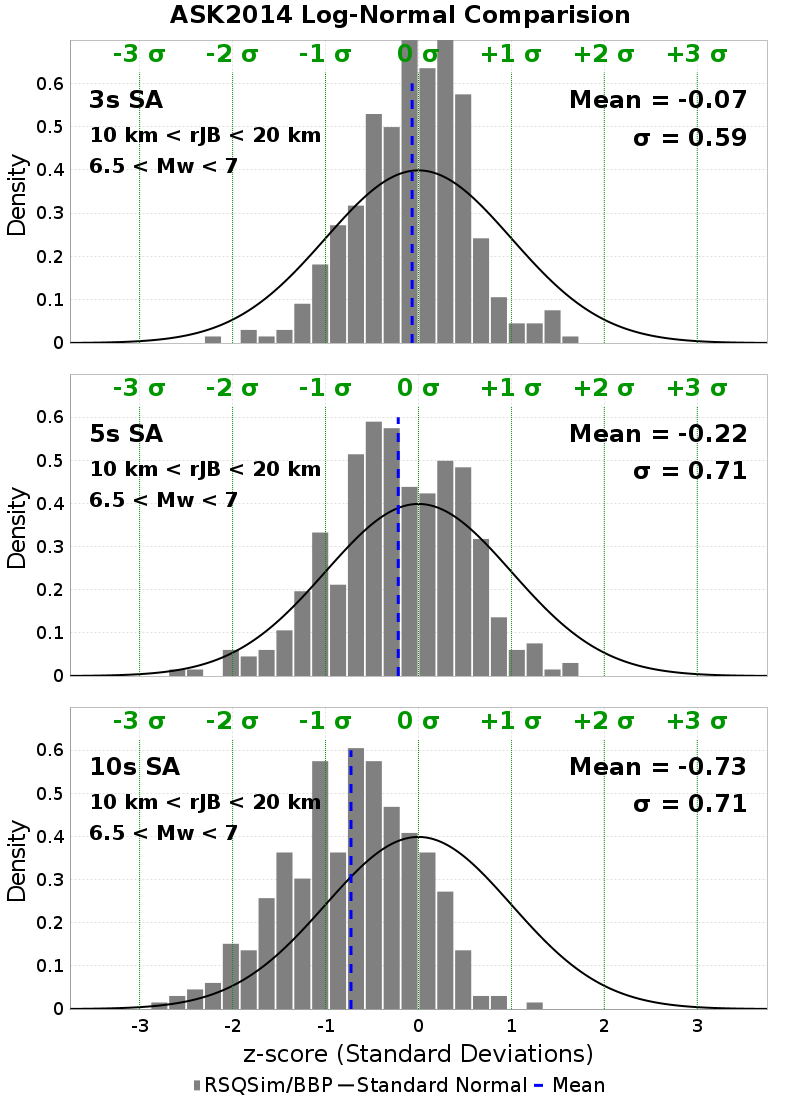 ASK2014 Log-Normal Comparision
-3 σ -2 σ -1 σ 0 σ +1 σ +2 σ +3 σ
3s SA
10 km < rJB < 20 km
6.5 < Mw < 7
Mean = -0.07
σ = 0.59
Density
0.6
0.5
0.4
0.3
0.2
0.1
0
-3 σ -2 σ -1 σ 0 σ +1 σ +2 σ +3 σ
5s SA
10 km < rJB < 20 km
6.5 < Mw < 7
Mean = -0.22
σ = 0.71
Density
0.6
0.5
0.4
0.3
0.2
0.1
0
-3 σ -2 σ -1 σ 0 σ +1 σ +2 σ +3 σ
10s SA
10 km < rJB < 20 km
6.5 < Mw < 7
Mean = -0.73
σ = 0.71
Density
0.6
0.5
0.4
0.3
0.2
0.1
0
-3 -2 -1 0 1 2 3
z-score (Standard Deviations)
RSQSim/BBP Standard Normal Mean